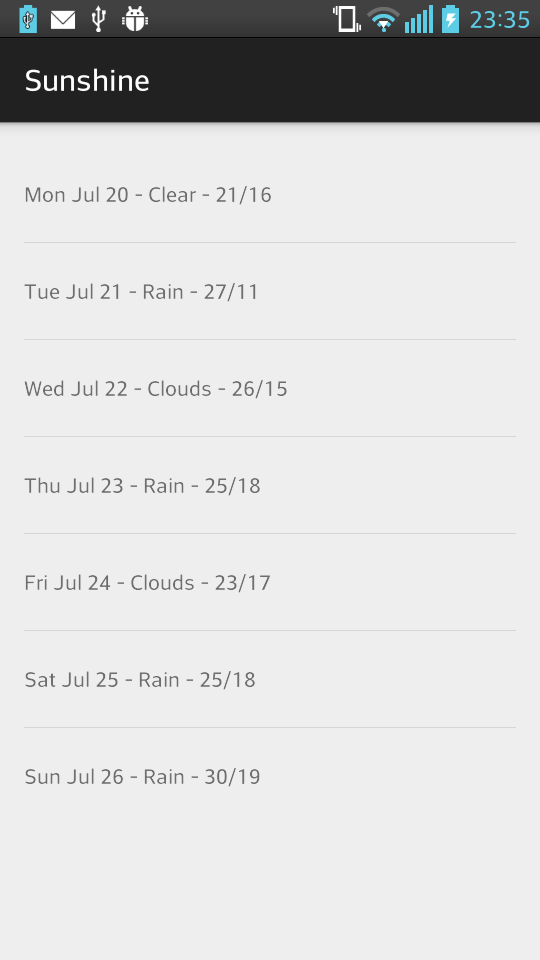 23:35
Sunshine
Mon Jul 20 - Clear - 21/16
Tue Jul 21 - Rain - 27/11
Wed Jul 22 - Clouds - 26/15
Thu Jul 23 - Rain - 25/18
Fri Jul 24 - Clouds - 23/17
Sat Jul 25 - Rain - 25/18
Sun Jul 26 - Rain - 30/19